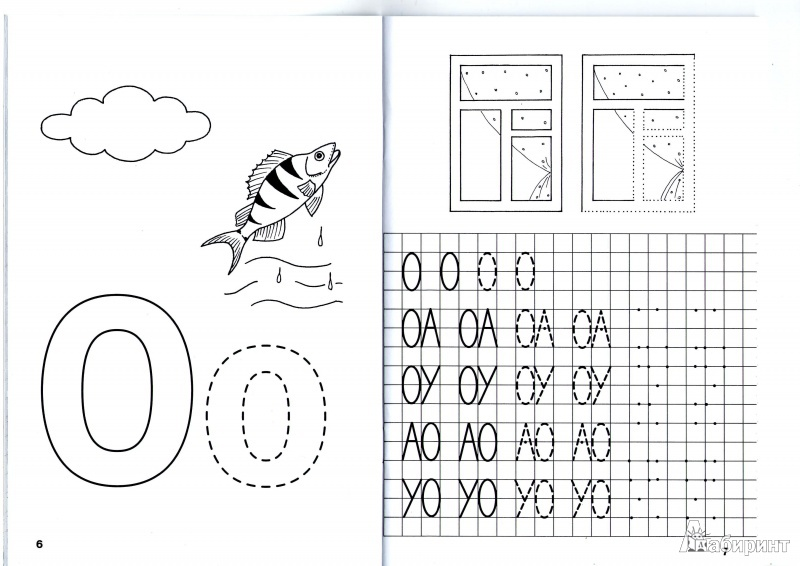 О О
6
О О О О
ОА ОА ОА ОА
ОУ ОУ ОУ ОУ
АО АО АО АО
УО УО УО УО
Лабиринт
7